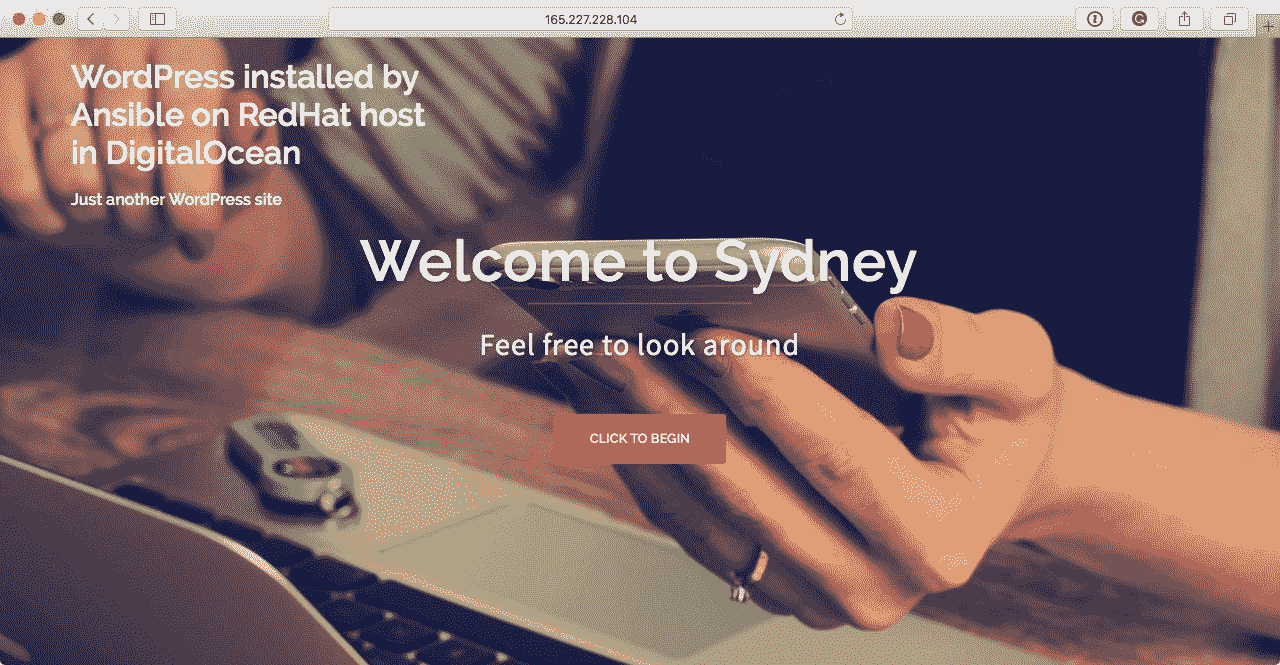 165.227.228.104
WordPress installed by
Ansible on RedHat host
in DigitalOcean
Just another WordPress site
Welcome to Sydney
Feel free to look around
CLICK TO BEGIN